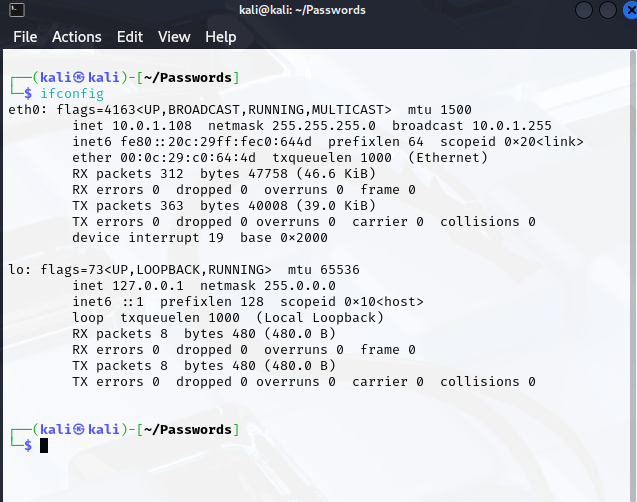 kali@kali: ~/Passwords
File Actions Edit View Help
┌──(kali㉿kali)-[~/Passwords]
└─$ ifconfig
eth0: flags=4163<UP,BROADCAST,RUNNING,MULTICAST>  mtu 1500
        inet 10.0.1.108  netmask 255.255.255.0  broadcast 10.0.1.255
        inet6 fe80::20c:29ff:fec0:644d  prefixlen 64  scopeid 0×20<link>
        ether 00:0c:29:c0:64:4d  txqueuelen 1000  (Ethernet)
        RX packets 312  bytes 47758 (46.6 KiB)
        RX errors 0  dropped 0  overruns 0  frame 0
        TX packets 363  bytes 40008 (39.0 KiB)
        TX errors 0  dropped 0 overruns 0  carrier 0  collisions 0
        device interrupt 19  base 0×2000
lo: flags=73<UP,LOOPBACK,RUNNING>  mtu 65536
        inet 127.0.0.1  netmask 255.0.0.0
        inet6 ::1  prefixlen 128  scopeid 0×10<host>
        loop  txqueuelen 1000  (Local Loopback)
        RX packets 8  bytes 480 (480.0 B)
        RX errors 0  dropped 0  overruns 0  frame 0
        TX packets 8  bytes 480 (480.0 B)
        TX errors 0  dropped 0 overruns 0  carrier 0  collisions 0
┌──(kali㉿kali)-[~/Passwords]
└─$